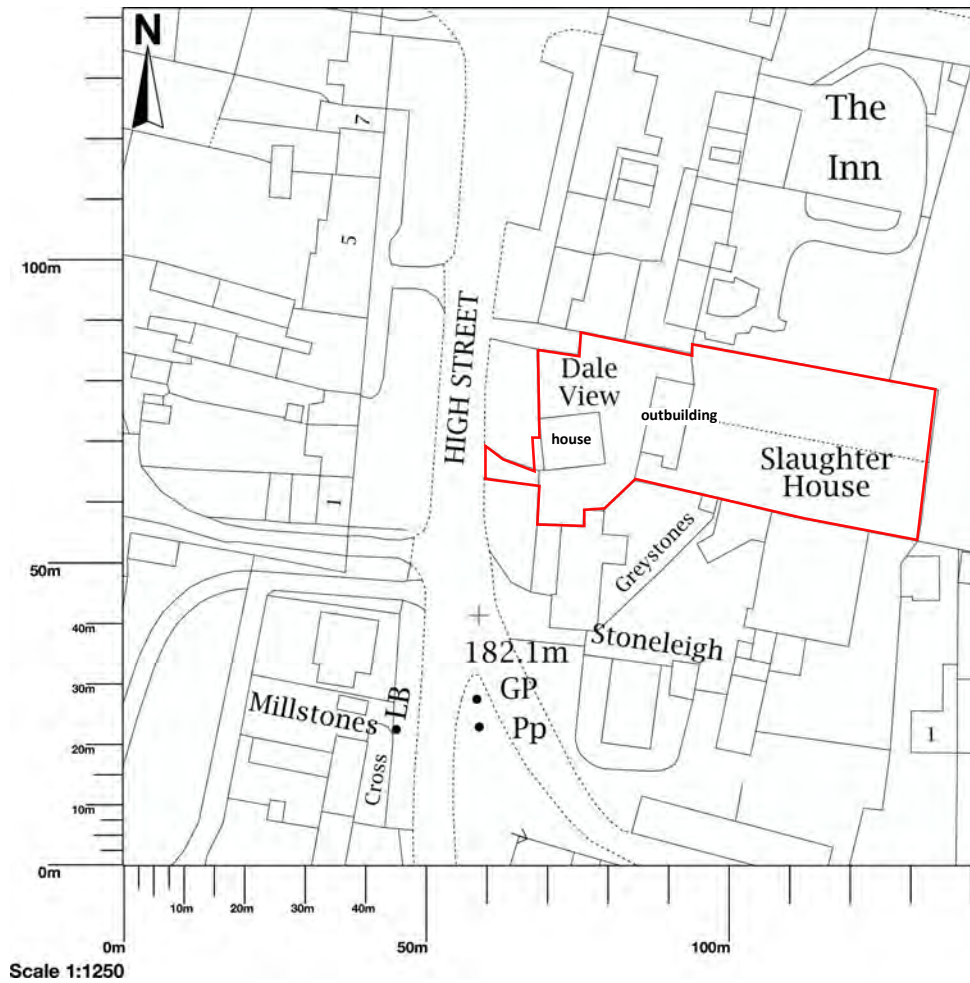 N
7
The
Inn
5
100m
HIGH STREET
Dale
View
house
outbuilding
Slaughter
House
1
50m
Greystones
40m
Stoneleigh
182.1m
30m
GP
Millstones
LB
Pp
20m
Cross
1
10m
0m
10m
20m
30m
40m
0m
50m
100m
Scale 1:1250